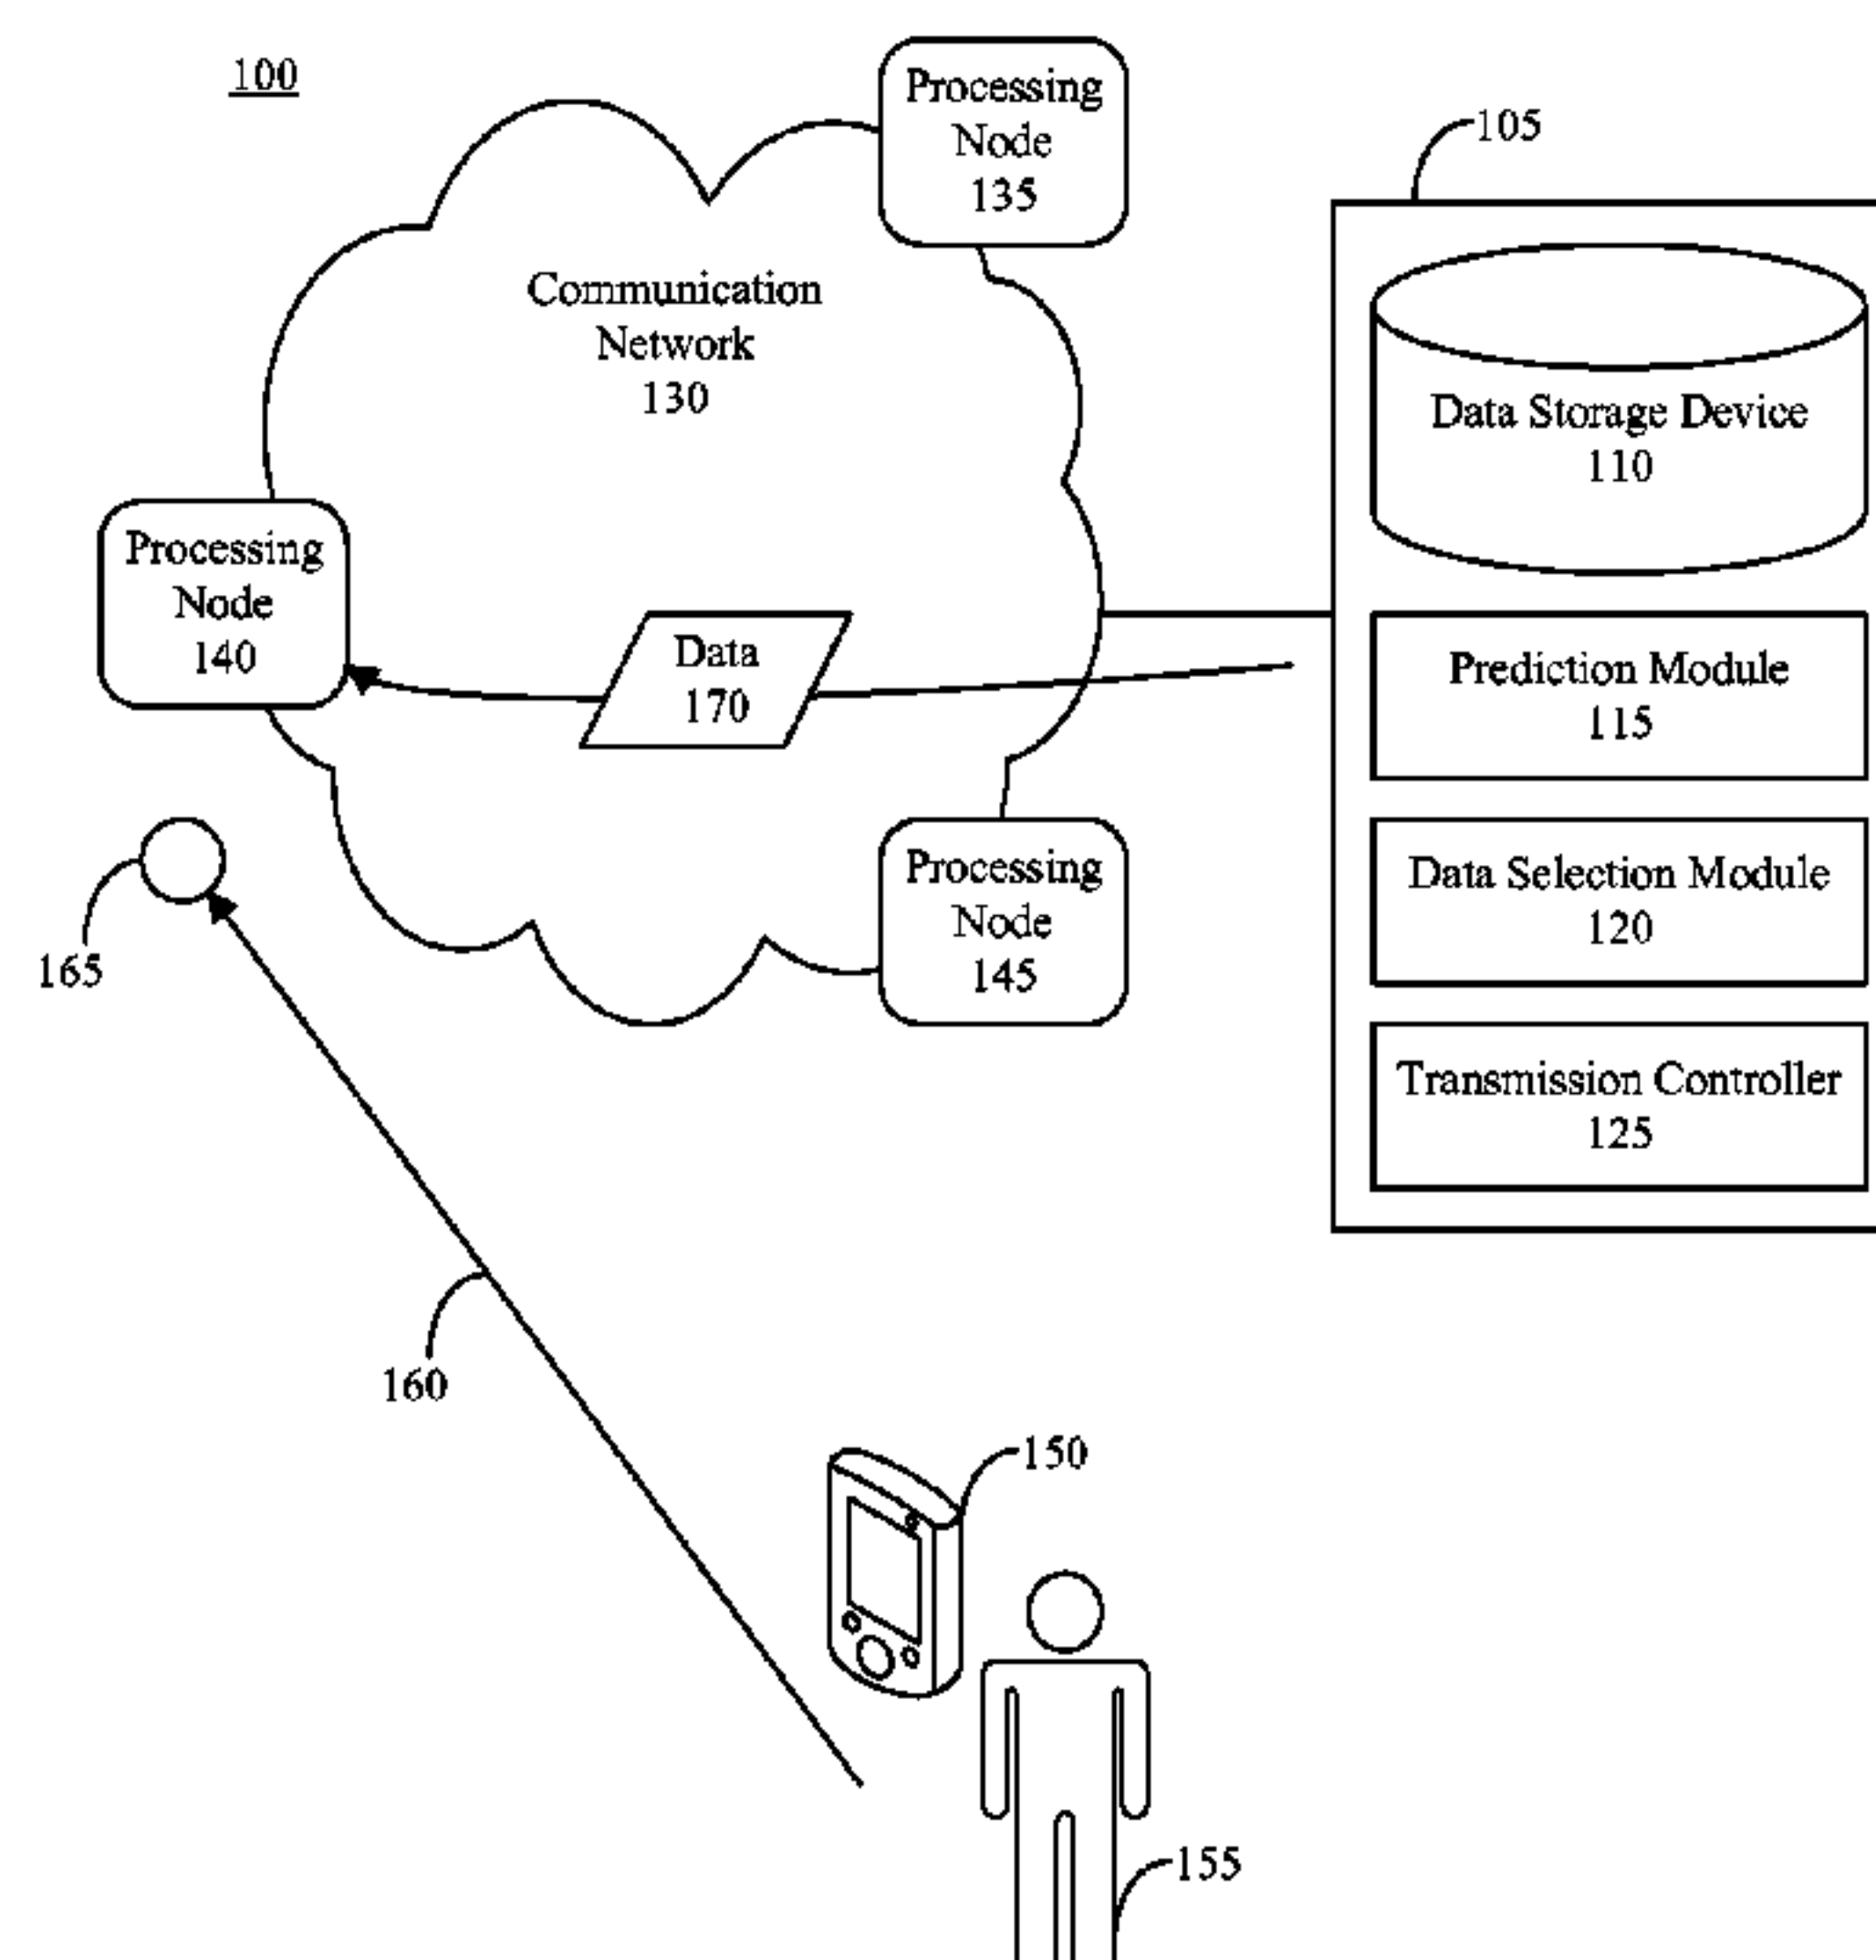 100
Processing
Node
135
105
Communication
Network
130
Data Storage Device
110
Processing
Node
140
Data
170
Prediction Module
115
Data Selection Module
120
Processing
Node
145
165
Transmission Controller
125
160
150
155